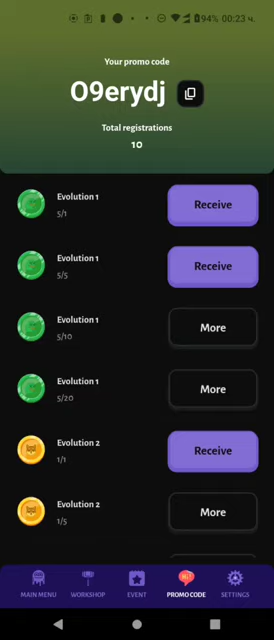 94% 00:23 ч.
Your promo code
O9erydj
Total registrations
10
Evolution 1
5/1
Receive
Evolution 1
5/5
Receive
Evolution 1
5/10
More
Evolution 1
5/20
More
Evolution 2
1/1
Receive
Evolution 2
1/5
More
MAIN MENU
WORKSHOP
EVENT
PROMO CODE
SETTINGS